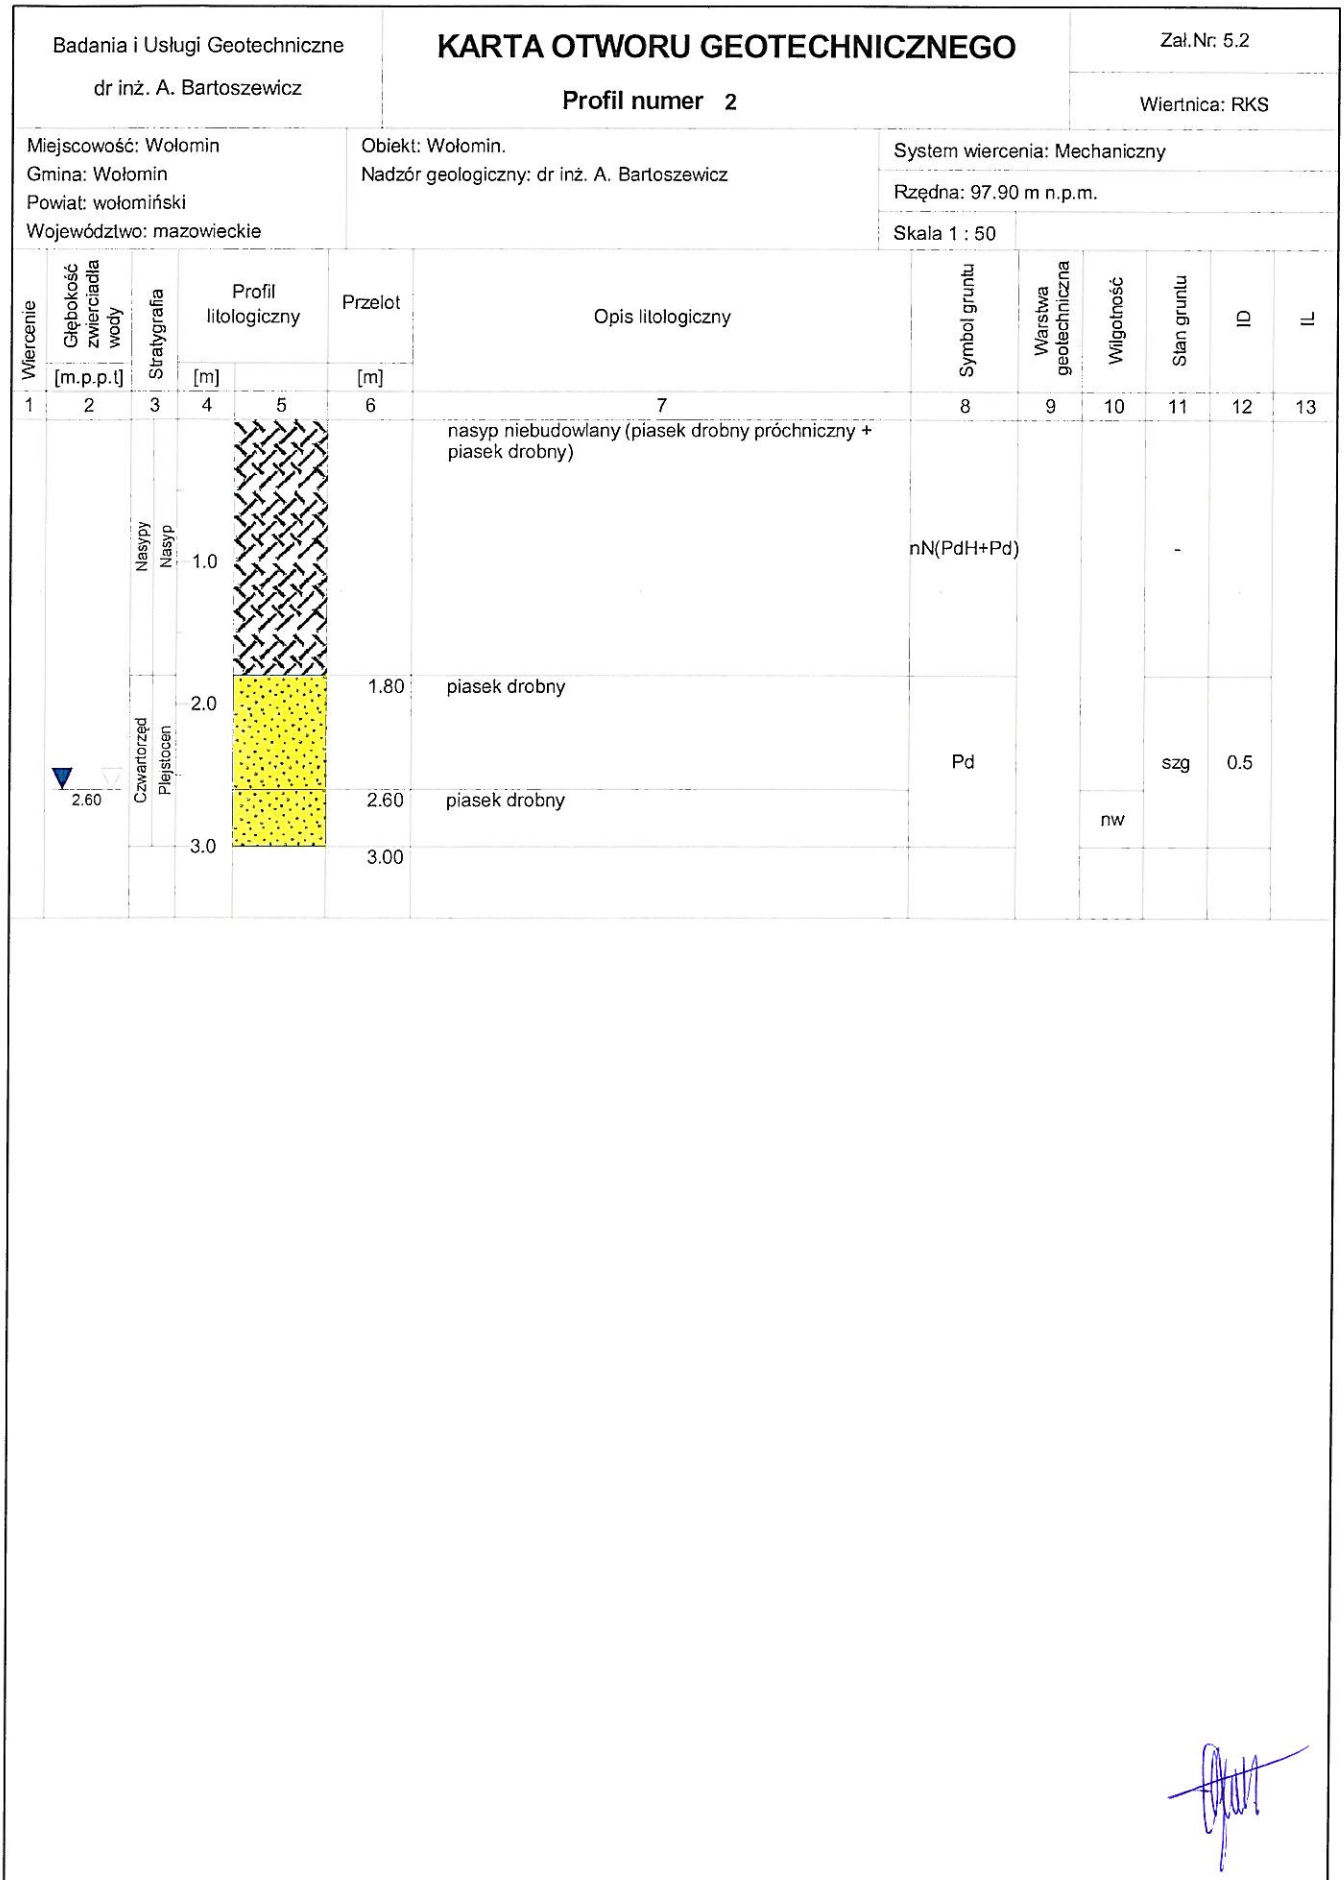 Badania i Usługi Geotechniczne
dr inż. A. Bartoszewicz
KARTA OTWORU GEOTECHNICZNEGO
Profil numer 2
Zał.Nr: 5.2
Wiertnica: RKS
Miejscowość: Wołomin
Gmina: Wołomin
Powiat: wołomiński
Województwo: mazowieckie
Obiekt: Wołomin.
Nadzór geologiczny: dr inż. A. Bartoszewicz
System wiercenia: Mechaniczny
Rzędna: 97.90 m n.p.m.
Skala 1 : 50
Wiercenie
Głębokość
zwierciadła
wody
[m.p.p.t]
Stratygrafia
Profil
litologiczny
[m]
Przelot
[m]
Opis litologiczny
Symbol gruntu
Warstwa
geotechniczna
Wilgotność
Stan gruntu
ID
IL
1 2 3 4 5 6 7 8 9 10 11 12 13
nasyp niebudowlany (piasek drobny próchniczny +
piasek drobny)
Nasypy
Nasyp
1.0
nN(PdH+Pd)
-
1.80 piasek drobny
2.0
Czwartorzęd
Plejstocen
Pd
szg
0.5
2.60
2.60 piasek drobny
nw
3.0
3.00